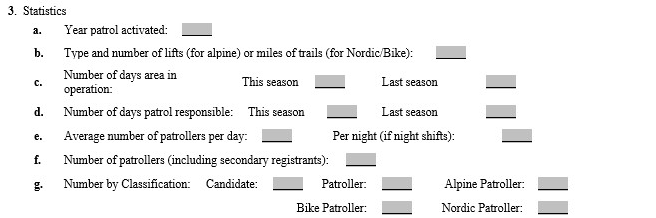 3. Statistics
a. Year patrol activated:
b. Type and number of lifts (for alpine) or miles of trails (for Nordic/Bike):
c. Number of days area in operation: This season Last season
d. Number of days patrol responsible: This season Last season
e. Average number of patrollers per day: Per night (if night shifts):
f. Number of patrollers (including secondary registrants):
g. Number by Classification: Candidate: Patroller: Alpine Patroller:
Bike Patroller: Nordic Patroller: